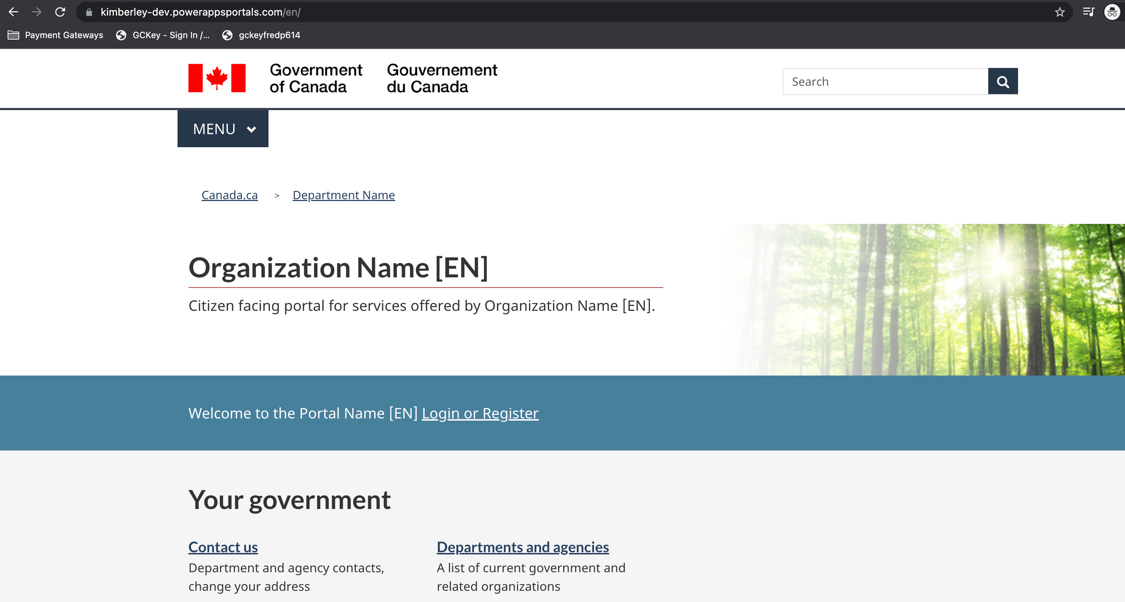 kimberley-dev.powerappsportals.com/en/
Payment Gateways GCKey - Sign In /... gckeyfredp614
Government of Canada
Gouvernement du Canada
Search
MENU
Canada.ca > Department Name
Organization Name [EN]
Citizen facing portal for services offered by Organization Name [EN].
Welcome to the Portal Name [EN] Login or Register
Your government
Contact us
Department and agency contacts,
change your address
Departments and agencies
A list of current government and
related organizations